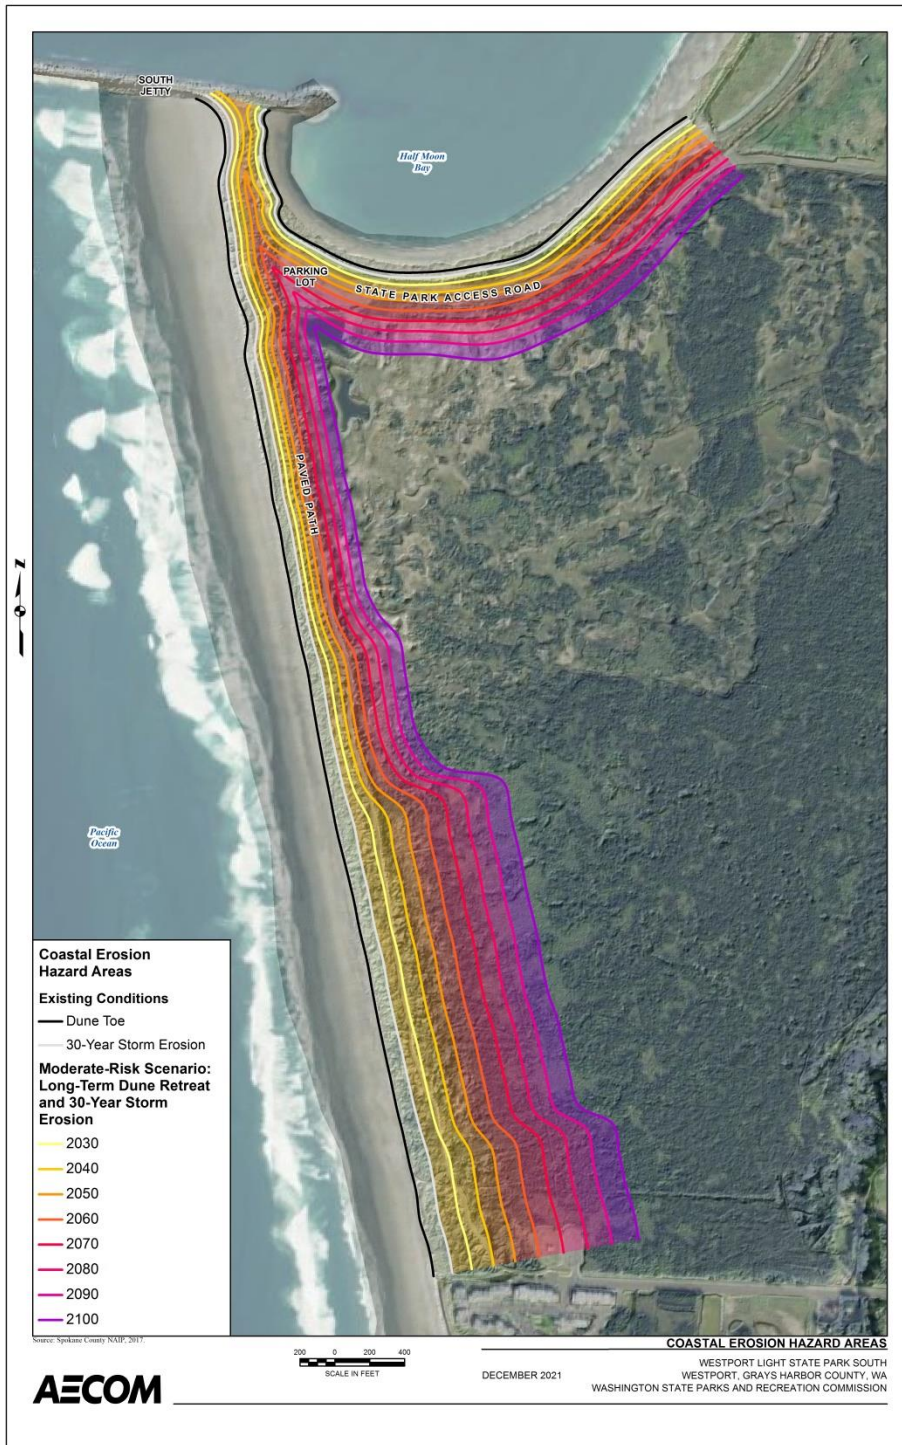 SOUTH
JETTY
Half Moon
Bay
PARKING
LOT
STATE PARK ACCESS ROAD
PAVED PATH
Z
Pacific
Ocean
Coastal Erosion
Hazard Areas
Existing Conditions
Dune Toe
30-Year Storm Erosion
Moderate-Risk Scenario:
Long-Term Dune Retreat
and 30-Year Storm
Erosion
2030
2040
2050
2060
2070
2080
2090
2100
Source: Spokane County NAIP, 2017.
200 0 200 400
SCALE IN FEET
AECOM
DECEMBER 2021
COASTAL EROSION HAZARD AREAS
WESTPORT LIGHT STATE PARK SOUTH
WESTPORT, GRAYS HARBOR COUNTY, WA
WASHINGTON STATE PARKS AND RECREATION COMMISSION